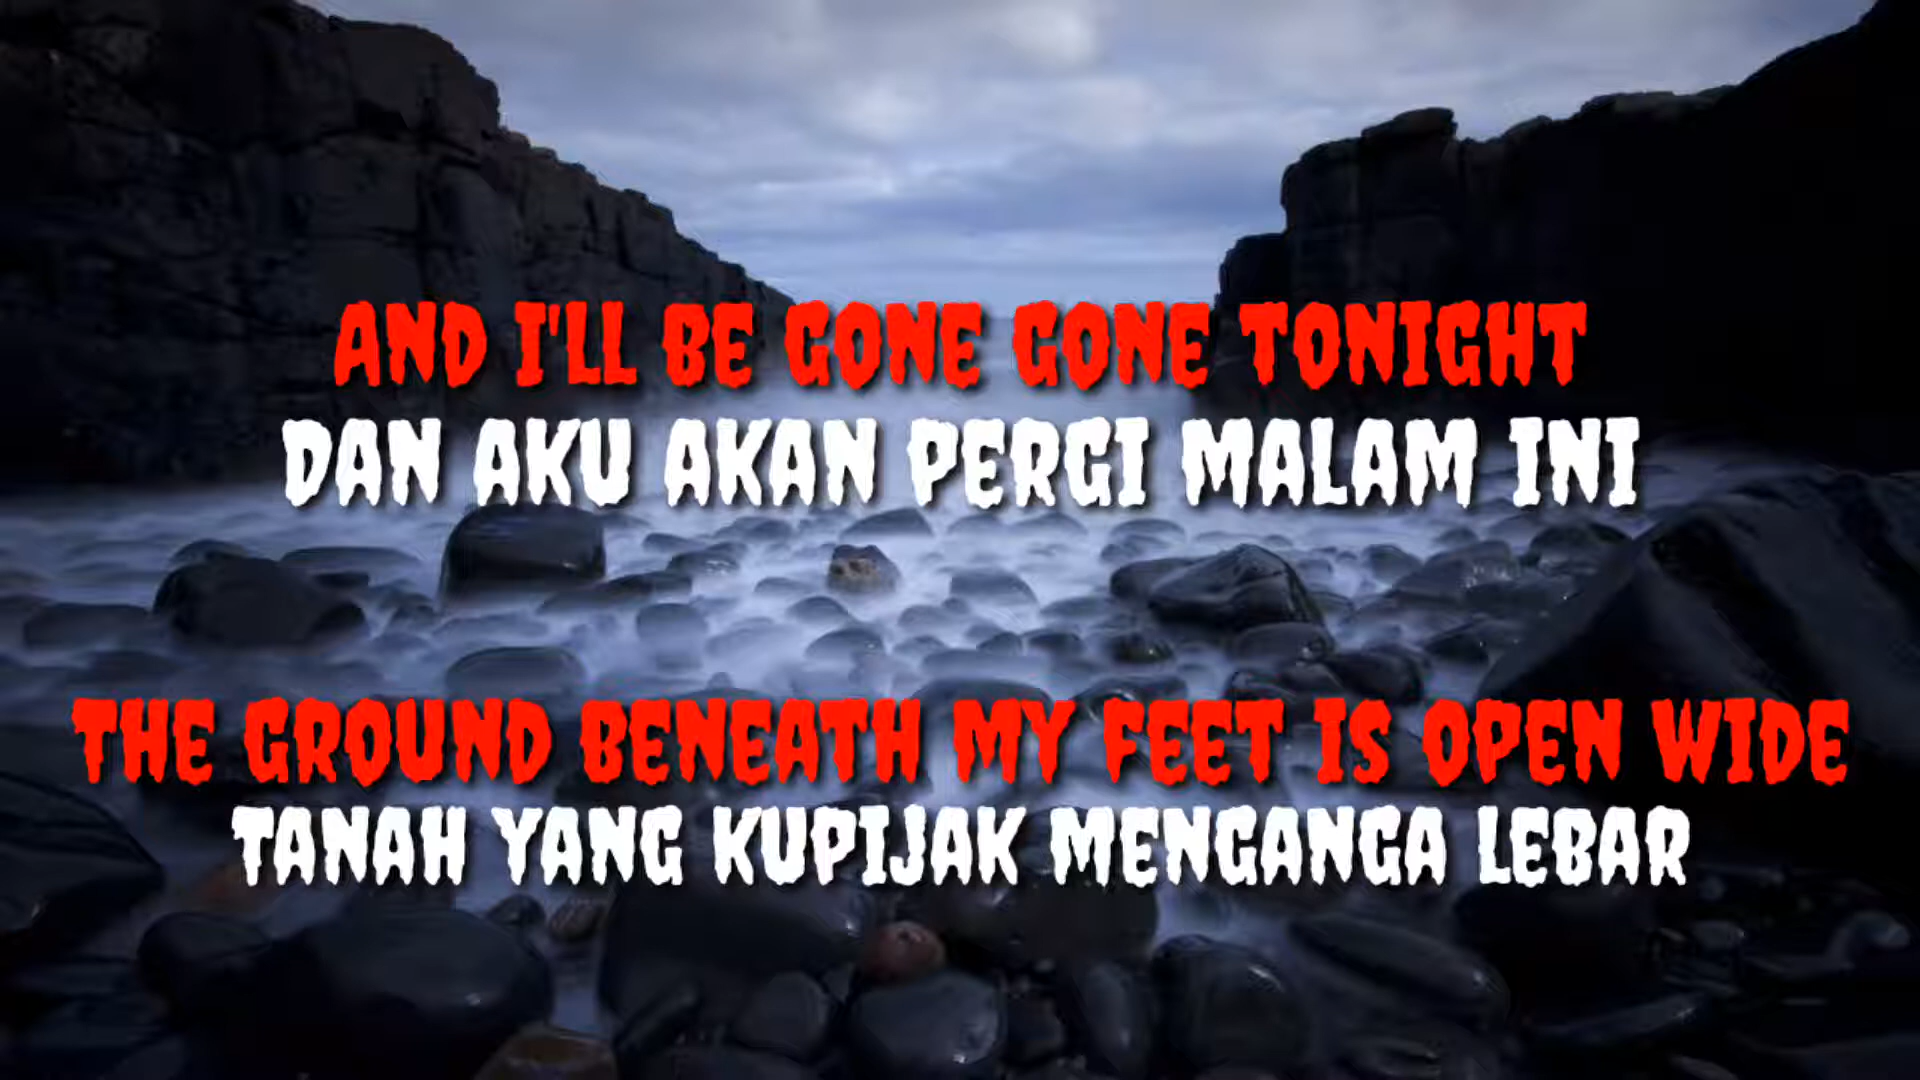 AND I'LL BE GONE GONE TONIGHT
DAN AKU AKAN PERGI MALAM INI
THE GROUND BENEATH MY FEET IS OPEN WIDE
TANAH YANG KUPIJAK MENGANGA LEBAR